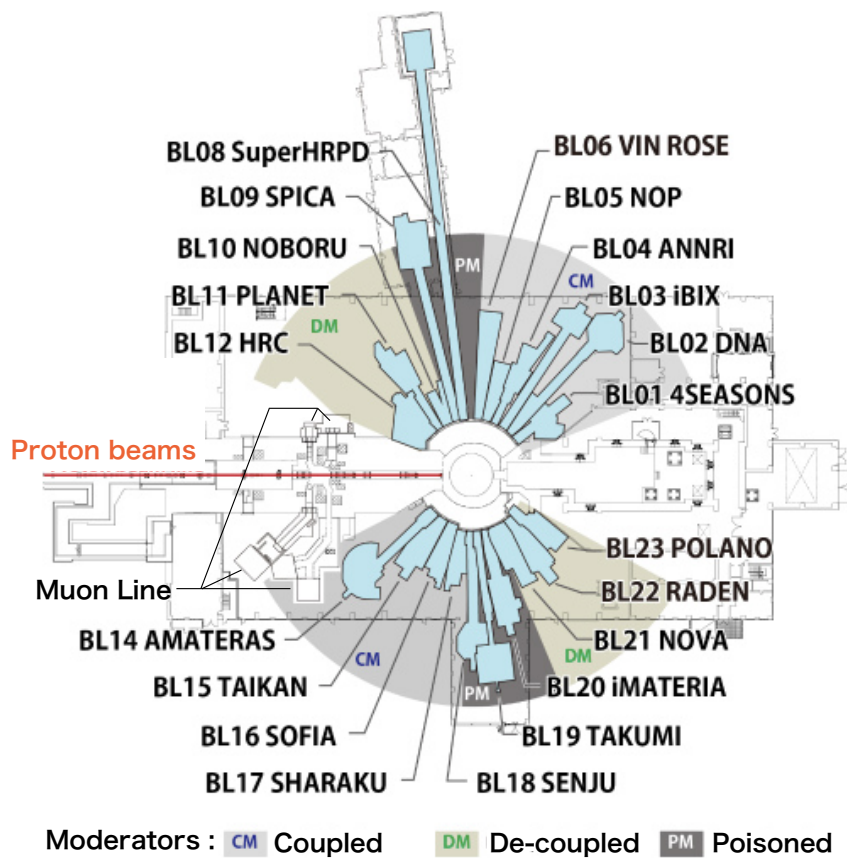 BL08 SuperHRPD
BL06 VIN ROSE
BL09 SPICA
BL05 NOP
BL10 NOBORU
PM
BL04 ANNRI
CM
BL11 PLANET
BL03 iBIX
DM
BL12 HRC
BL02 DNA
BL01 4SEASONS
Proton beams
BL23 POLANO
Muon Line
BL22 RADEN
BL14 AMATERAS
BL21 NOVA
CM
DM
BL15 TAIKAN
PM
BL20 iMATERIA
BL16 SOFIA
BL19 TAKUMI
BL17 SHARAKU
BL18 SENJU
Moderators : CM Coupled DM De-coupled PM Poisoned